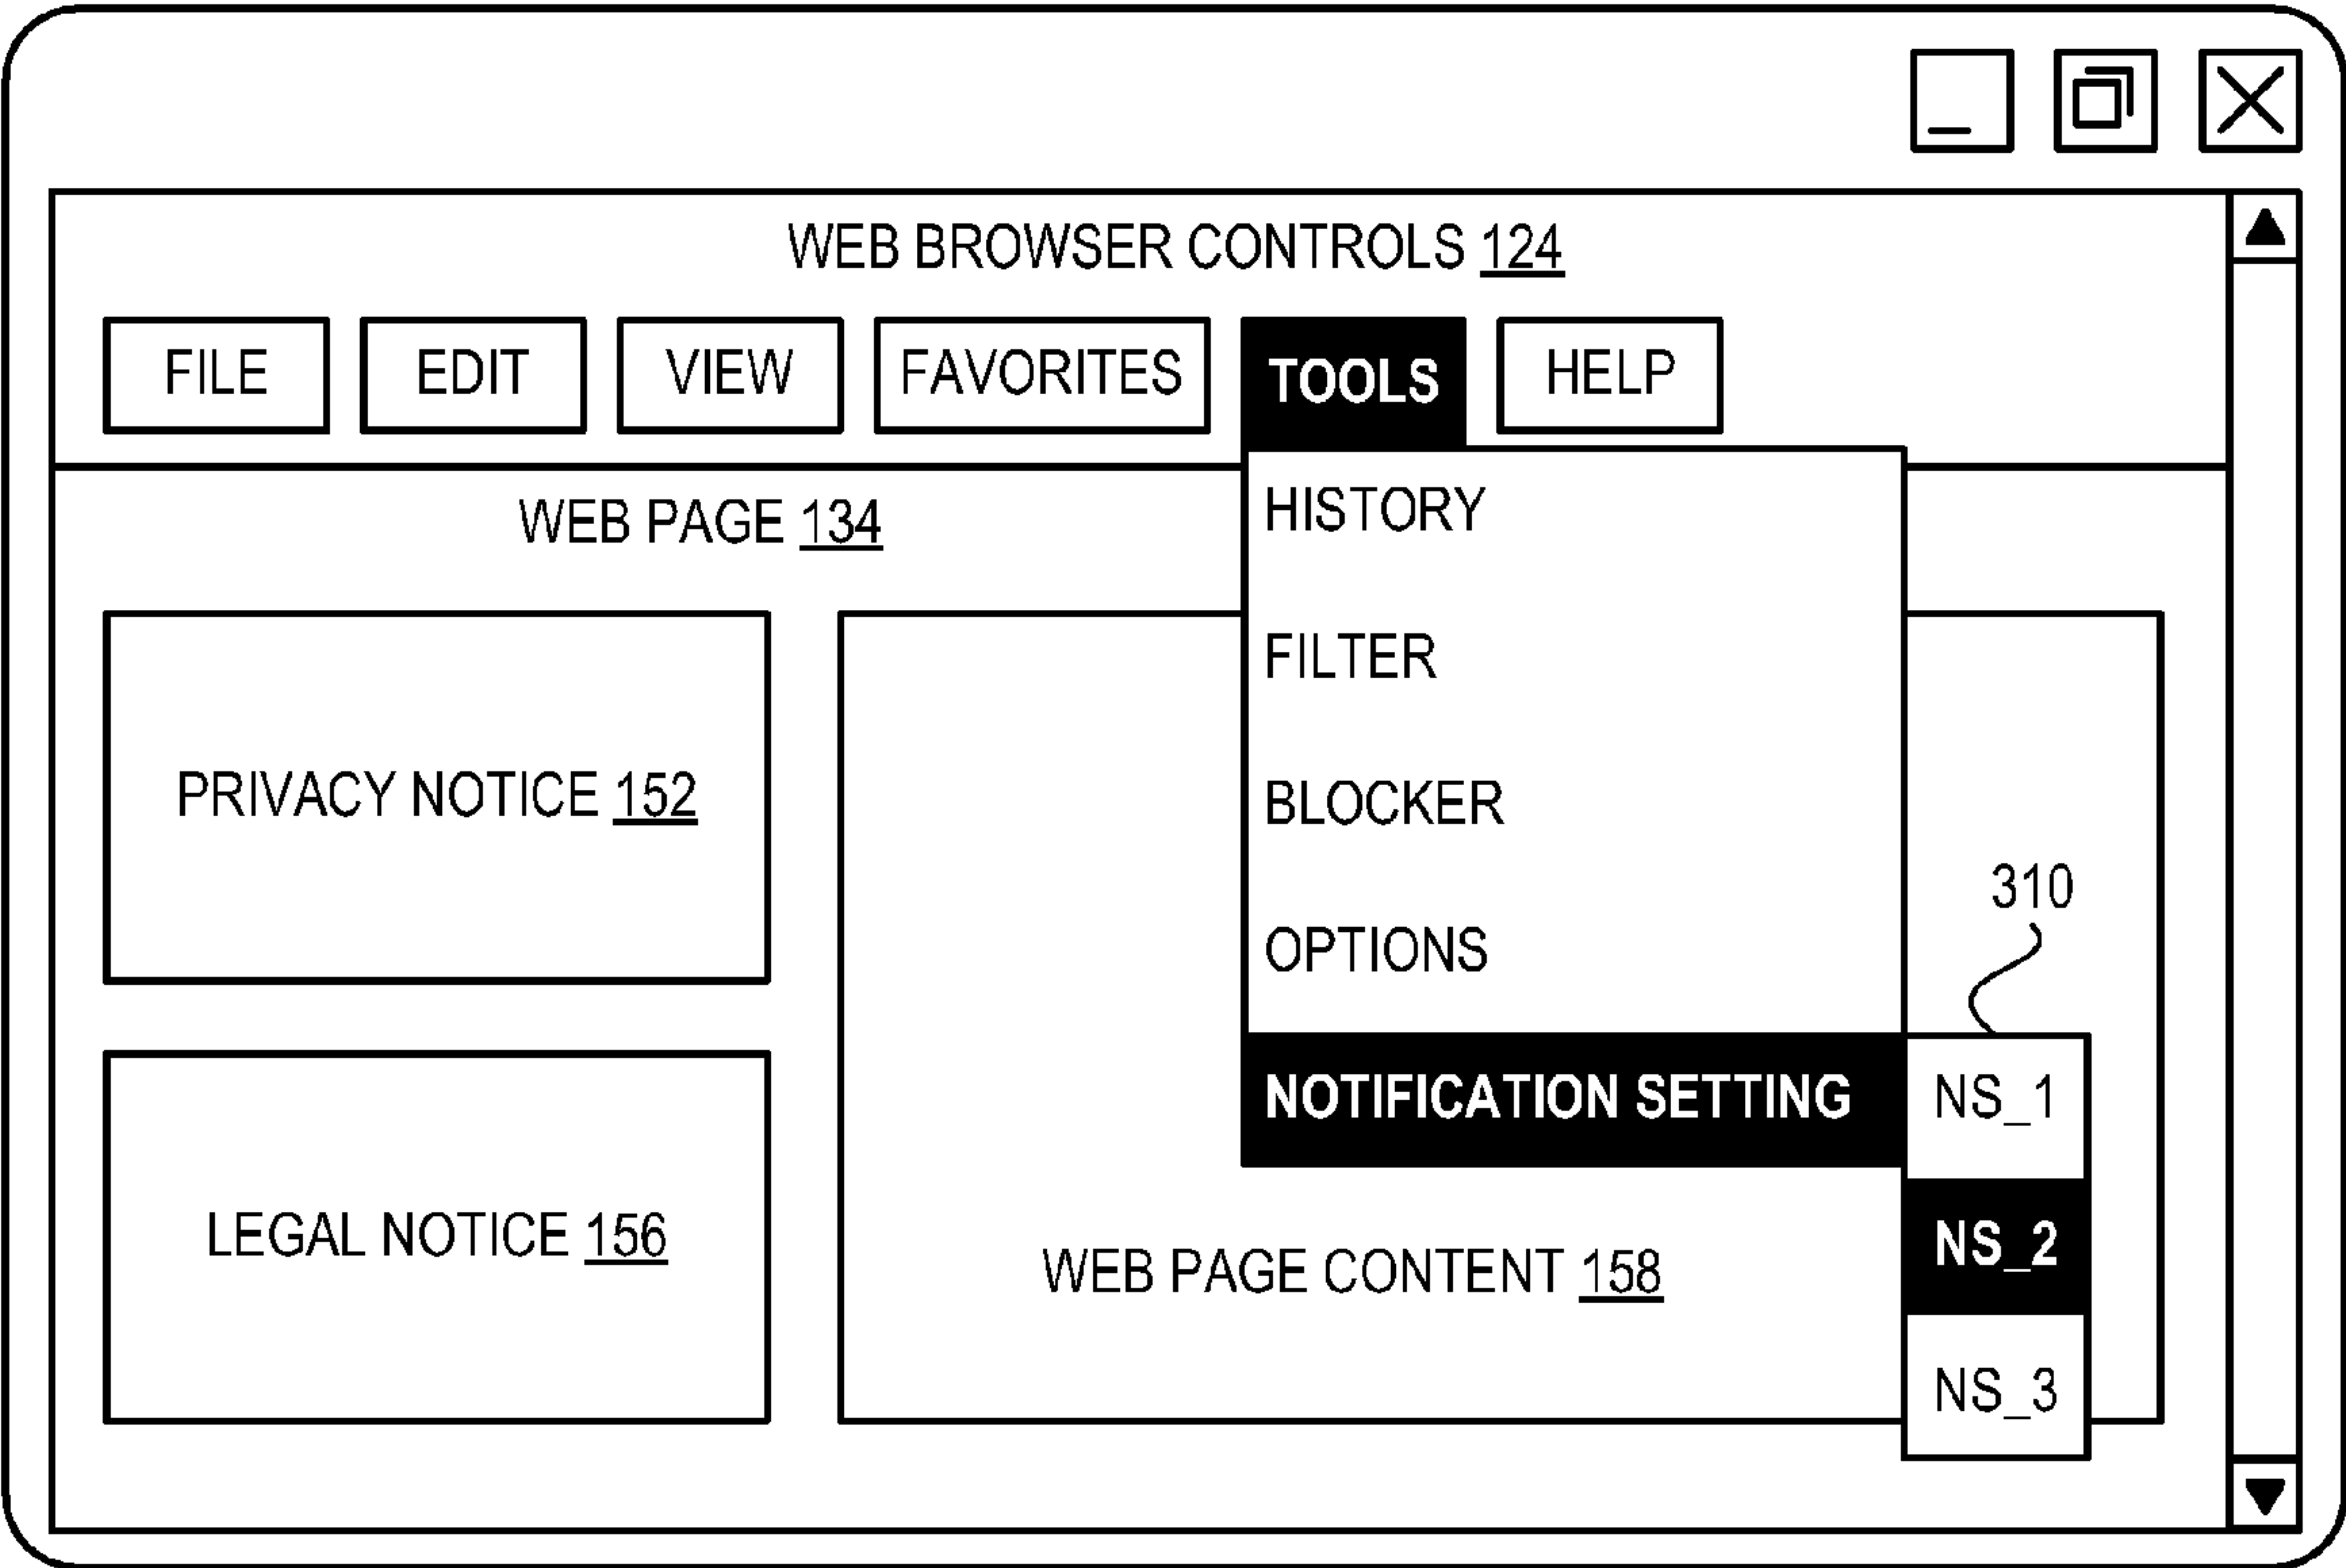 WEB BROWSER CONTROLS 124
FILE EDIT VIEW FAVORITES TOOLS HELP
WEB PAGE 134
HISTORY
FILTER
BLOCKER
OPTIONS
NOTIFICATION SETTING
310
NS_1
NS_2
NS_3
PRIVACY NOTICE 152
LEGAL NOTICE 156
WEB PAGE CONTENT 158